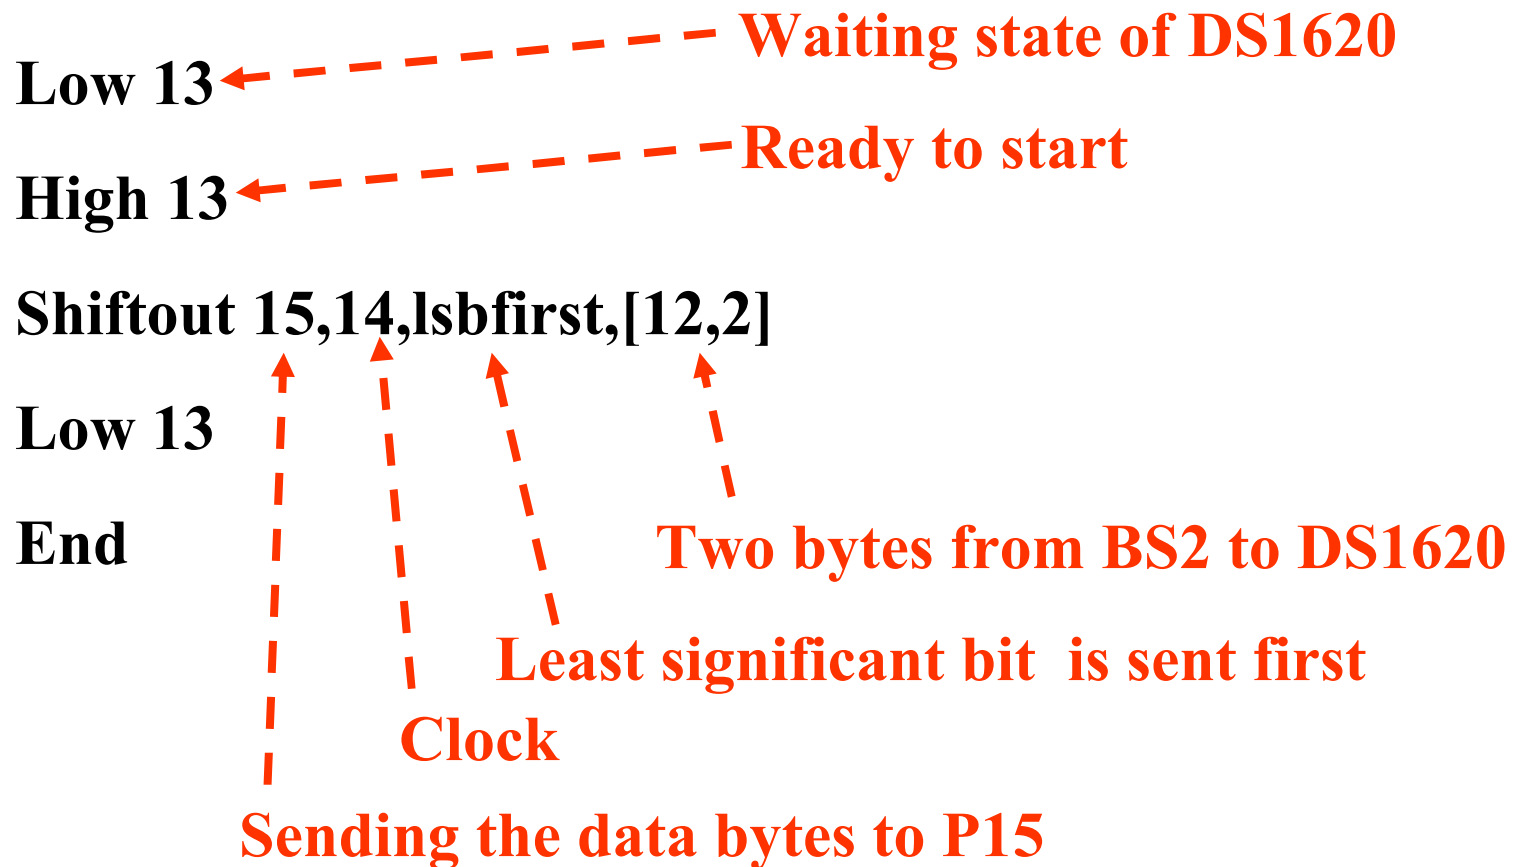 Waiting state of DS1620
Low 13
Ready to start
High 13
Shiftout 15,14,lsbfirst,[12,2]
Low 13
End
Two bytes from BS2 to DS1620
Least significant bit  is sent first
Clock
Sending the data bytes to P15